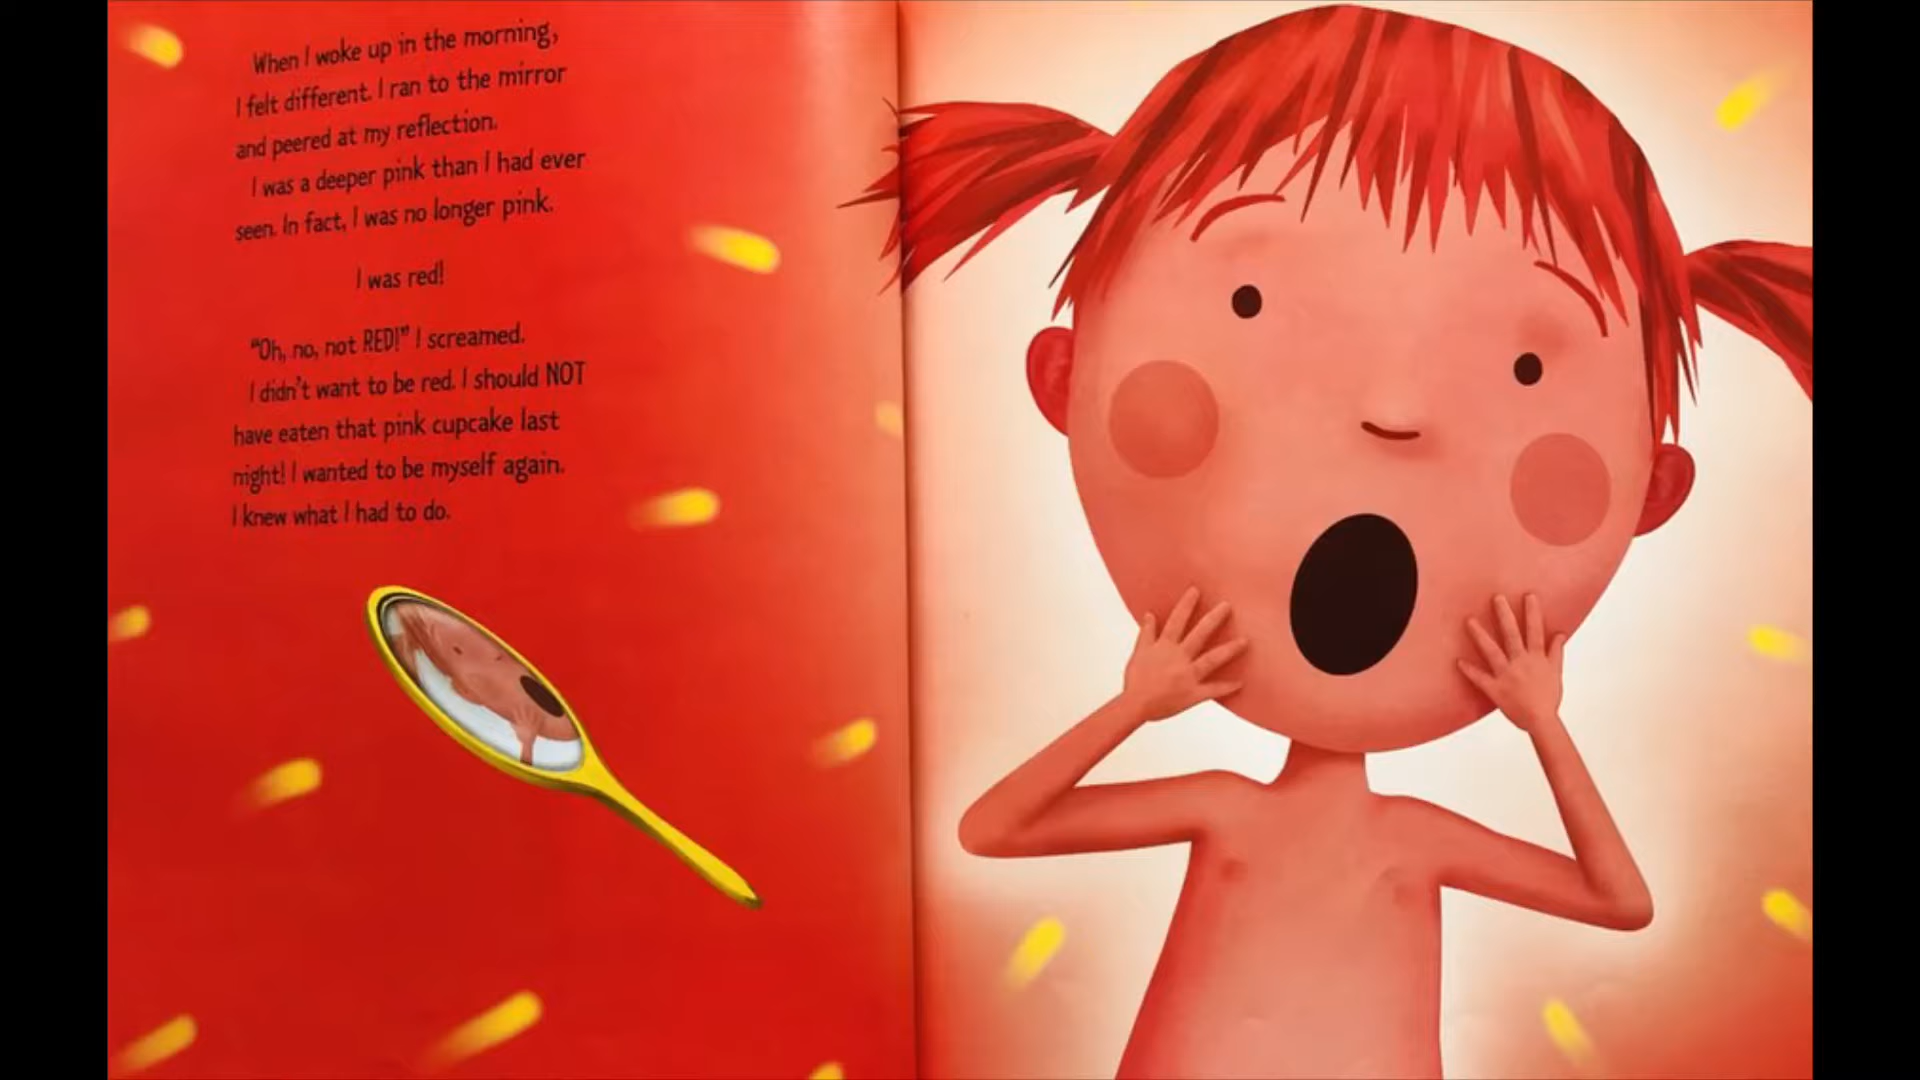 When I woke up in the morning,
I felt different. I ran to the mirror
and peered at my reflection.
I was a deeper pink than I had ever
seen. In fact, I was no longer pink.
I was red!
"Oh, no, not RED!" I screamed.
I didn't want to be red. I should NOT
have eaten that pink cupcake last
night! I wanted to be myself again.
I knew what I had to do.